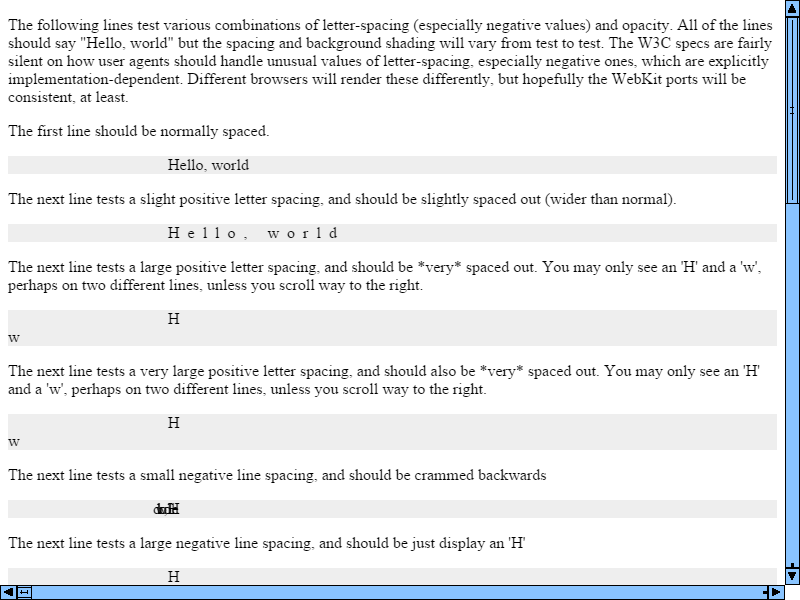 The following lines test various combinations of letter-spacing (especially negative values) and opacity. All of the lines
should say "Hello, world" but the spacing and background shading will vary from test to test. The W3C specs are fairly
silent on how user agents should handle unusual values of letter-spacing, especially negative ones, which are explicitly
implementation-dependent. Different browsers will render these differently, but hopefully the WebKit ports will be
consistent, at least.
The first line should be normally spaced.
Hello, world
The next line tests a slight positive letter spacing, and should be slightly spaced out (wider than normal).
H e l l o ,  w o r l d
The next line tests a large positive letter spacing, and should be *very* spaced out. You may only see an 'H' and a 'w',
perhaps on two different lines, unless you scroll way to the right.
H
w
The next line tests a very large positive letter spacing, and should also be *very* spaced out. You may only see an 'H'
and a 'w', perhaps on two different lines, unless you scroll way to the right.
H
w
The next line tests a small negative line spacing, and should be crammed backwards
H
The next line tests a large negative line spacing, and should be just display an 'H'
H